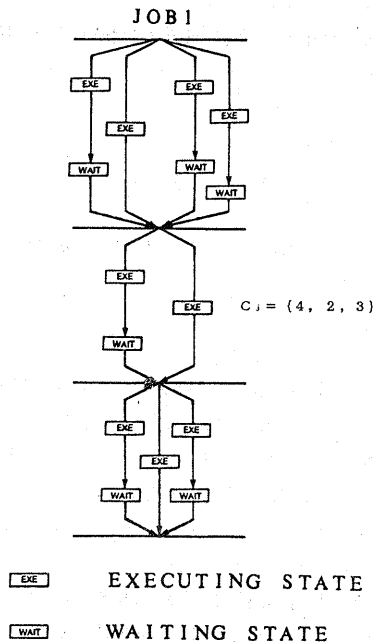 JOB1
EXE
EXE
EXE
EXE
WAIT
WAIT
WAIT
EXE
EXE
Cj = {4, 2, 3}
WAIT
EXE
EXE
EXE
WAIT
WAIT
EXE EXECUTING STATE
WAIT WAITING STATE